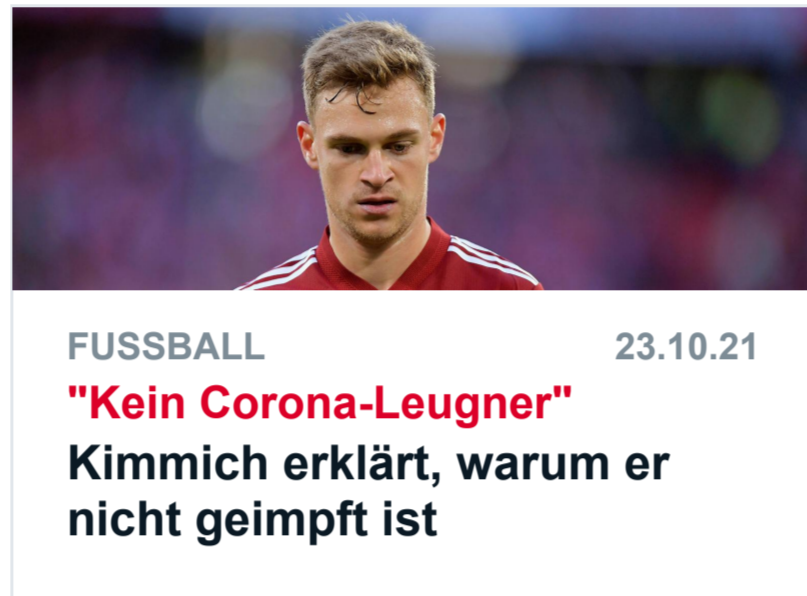 FUSSBALL 23.10.21
"Kein Corona-Leugner"
Kimmich erklärt, warum er
nicht geimpft ist